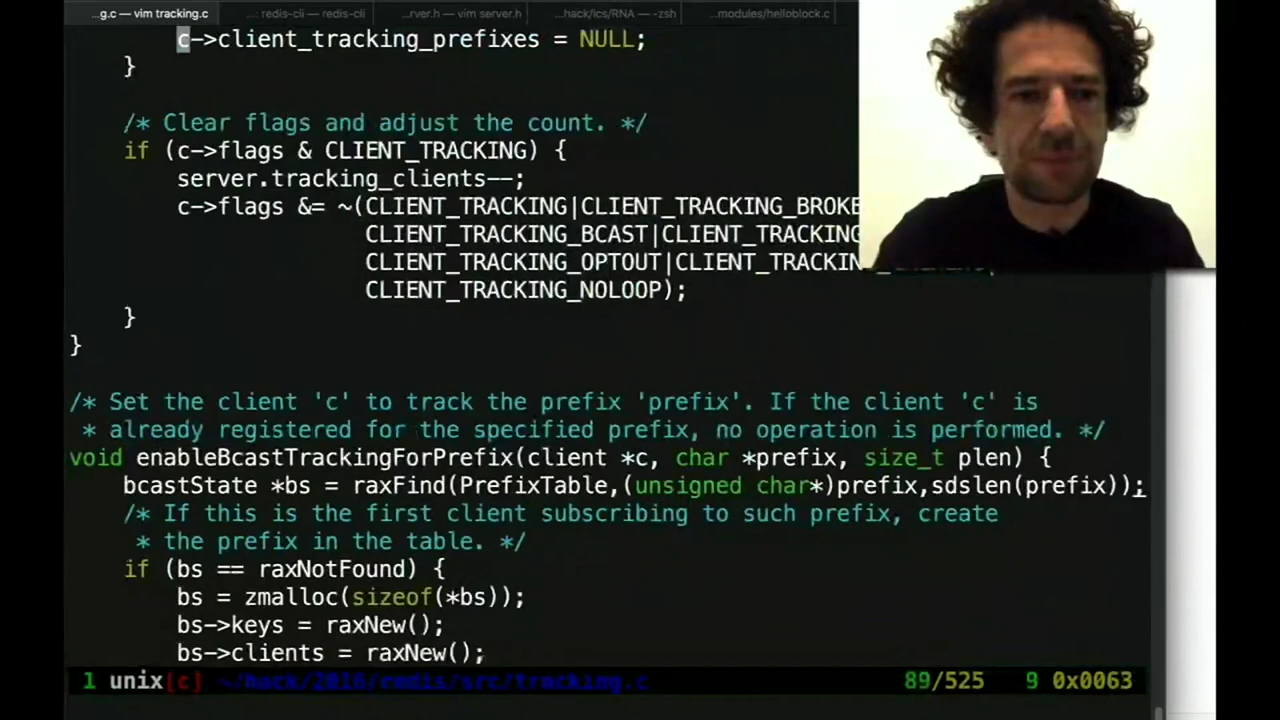 ...g.c — vim tracking.c ...: redis-cli — redis-cli ...rver.h — vim server.h ...hack/ics/RNA — -zsh ...modules/helloblock.c
c->client_tracking_prefixes = NULL;
}
/* Clear flags and adjust the count. */
if (c->flags & CLIENT_TRACKING) {
server.tracking_clients--;
c->flags &= ~(CLIENT_TRACKING|CLIENT_TRACKING_BROKE
CLIENT_TRACKING_BCAST|CLIENT_TRACKING
CLIENT_TRACKING_OPTOUT|CLIENT_TRACKIN
CLIENT_TRACKING_NOLOOP);
}
}
/* Set the client 'c' to track the prefix 'prefix'. If the client 'c' is
* already registered for the specified prefix, no operation is performed. */
void enableBcastTrackingForPrefix(client *c, char *prefix, size_t plen) {
bcastState *bs = raxFind(PrefixTable,(unsigned char*)prefix,sdslen(prefix));
/* If this is the first client subscribing to such prefix, create
* the prefix in the table. */
if (bs == raxNotFound) {
bs = zmalloc(sizeof(*bs));
bs->keys = raxNew();
bs->clients = raxNew();
1 unix[c] ~/hack/2016/redis/src/tracking.c 89/525 9 0x0063